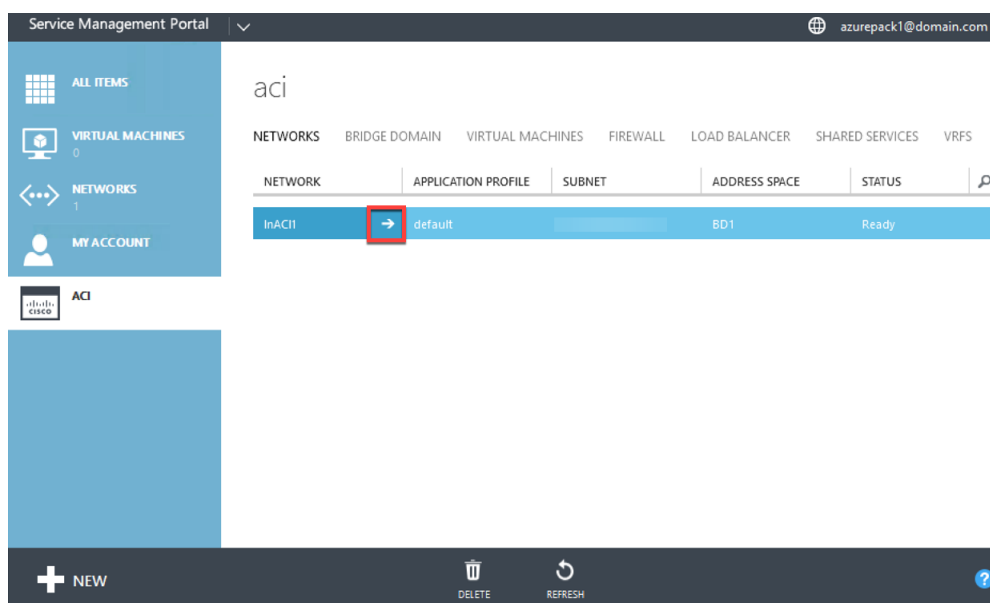 Service Management Portal
azurepack1@domain.com
ALL ITEMS
VIRTUAL MACHINES
0
NETWORKS
1
MY ACCOUNT
CISCO
ACI
aci
NETWORKS BRIDGE DOMAIN VIRTUAL MACHINES FIREWALL LOAD BALANCER SHARED SERVICES VRFS
NETWORK APPLICATION PROFILE SUBNET ADDRESS SPACE STATUS
InACI1 default BD1 Ready
NEW
DELETE
REFRESH
?